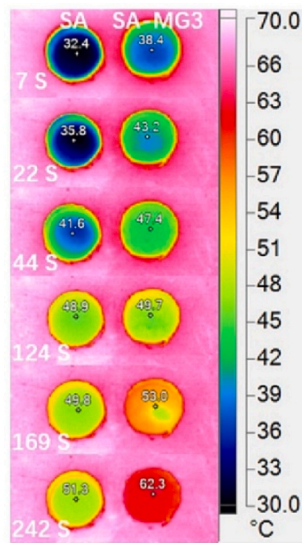 SA SA-MG3 70.0
32.4 38.4
7 S 66
63
35.8 43.2 60
22 S 57
41.6 47.4 54
44 S 51
48.9 49.7 48
124 S 45
42
49.8 53.0 39
169 S 36
51.3 62.3 33
242 S 30.0
°C